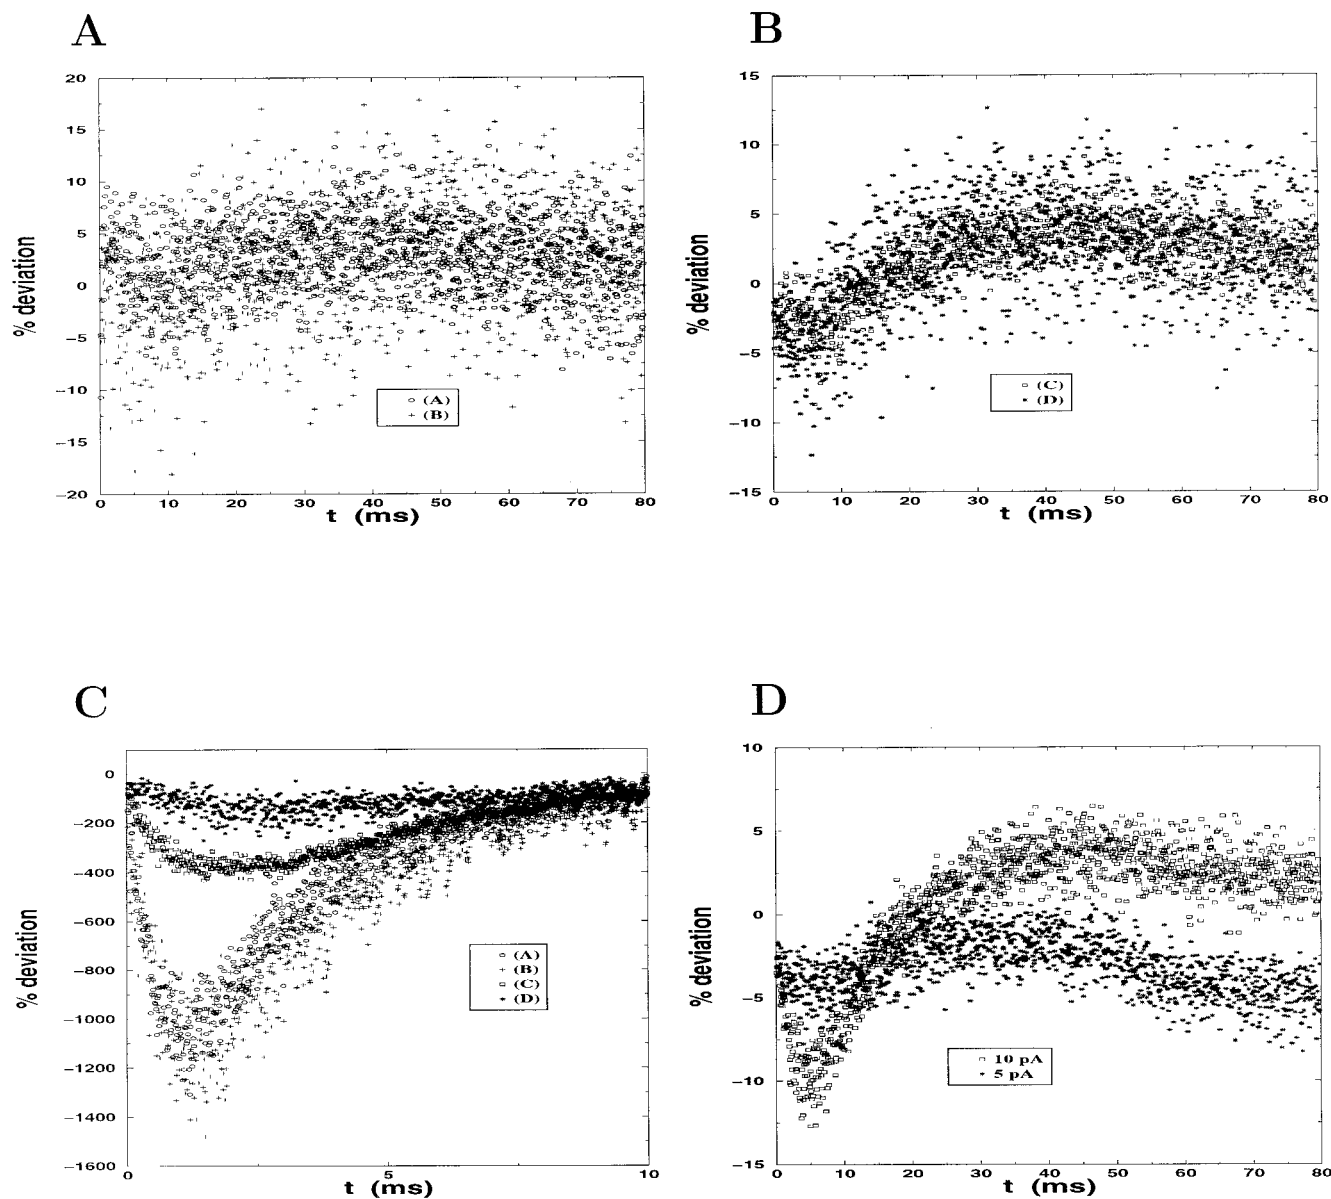 A
20
15
10
5
0
−5
−10
−15
−20
% deviation
(A)
(B)
0 10 20 30 40 50 60 70 80
t (ms)
B
15
10
5
0
−5
−10
−15
% deviation
(C)
(D)
0 10 20 30 40 50 60 70 80
t (ms)
C
0
−200
−400
−600
−800
−1000
−1200
−1400
−1600
% deviation
(A)
(B)
(C)
(D)
0 5 10
t (ms)
D
10
5
0
−5
−10
−15
% deviation
10 pA
5 pA
0 10 20 30 40 50 60 70 80
t (ms)